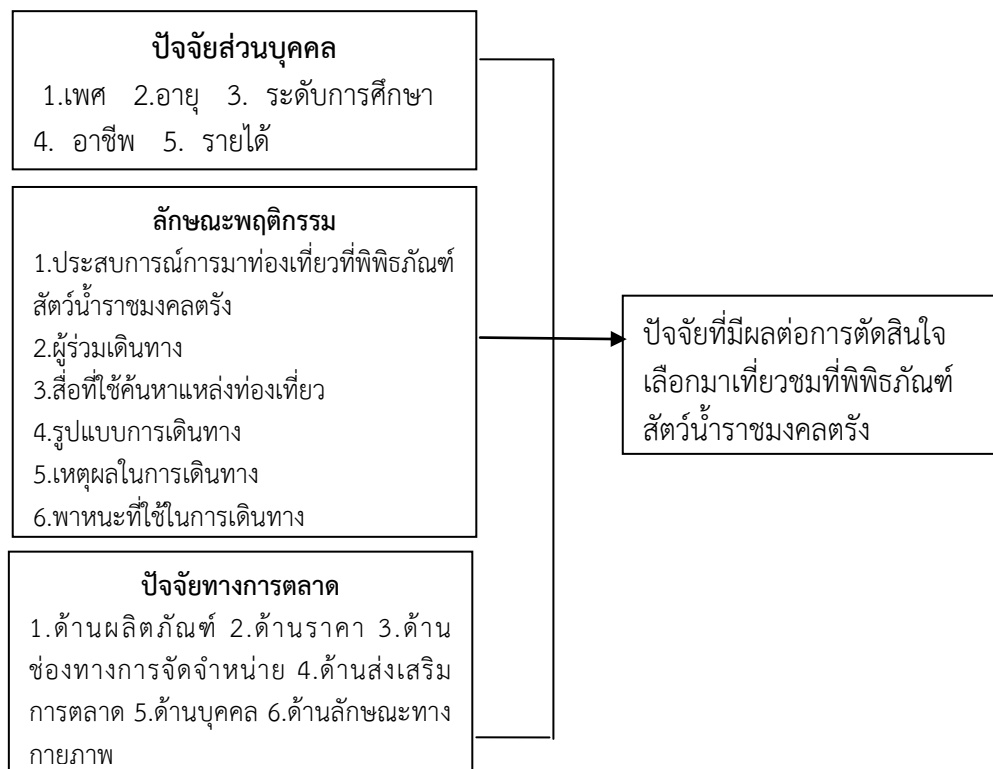 ปัจจัยส่วนบุคคล
1.เพศ 2.อายุ 3. ระดับการศึกษา
4. อาชีพ 5. รายได้
ลักษณะพฤติกรรม
1.ประสบการณ์การมาท่องเที่ยวที่พิพิธภัณฑ์
สัตว์น้ำราชมงคลตรัง
2.ผู้ร่วมเดินทาง
3.สื่อที่ใช้ค้นหาแหล่งท่องเที่ยว
4.รูปแบบการเดินทาง
5.เหตุผลในการเดินทาง
6.พาหนะที่ใช้ในการเดินทาง
ปัจจัยทางการตลาด
1.ด้านผลิตภัณฑ์ 2.ด้านราคา 3.ด้าน
ช่องทางการจัดจำหน่าย 4.ด้านส่งเสริม
การตลาด 5.ด้านบุคคล 6.ด้านลักษณะทาง
กายภาพ
ปัจจัยที่มีผลต่อการตัดสินใจ
เลือกมาเที่ยวชมที่พิพิธภัณฑ์
สัตว์น้ำราชมงคลตรัง